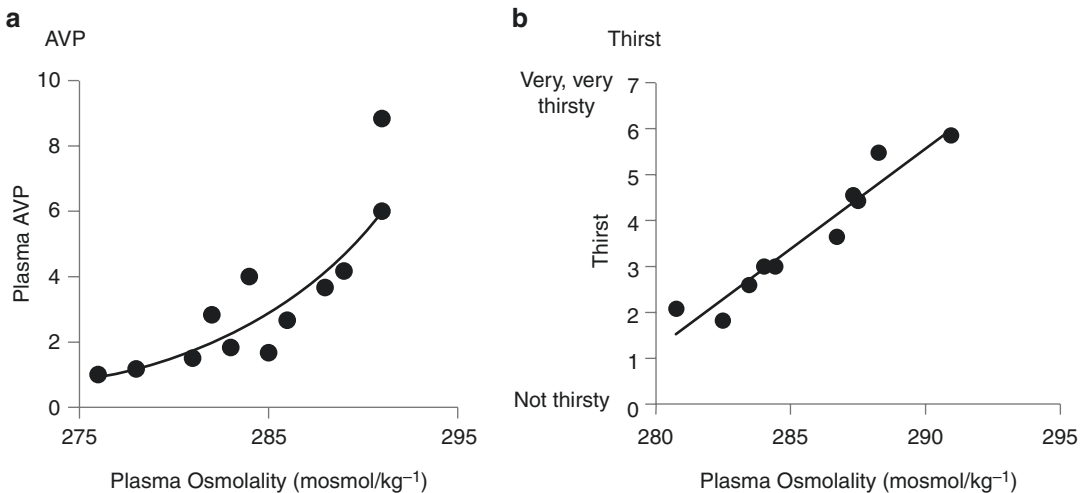 a
AVP
10
8
6
4
2
0
Plasma AVP
275 285 295
Plasma Osmolality (mosmol/kg⁻¹)
b
Thirst
Very, very
thirsty
Not thirsty
7
6
5
4
3
2
1
0
Thirst
280 285 290 295
Plasma Osmolality (mosmol/kg⁻¹)